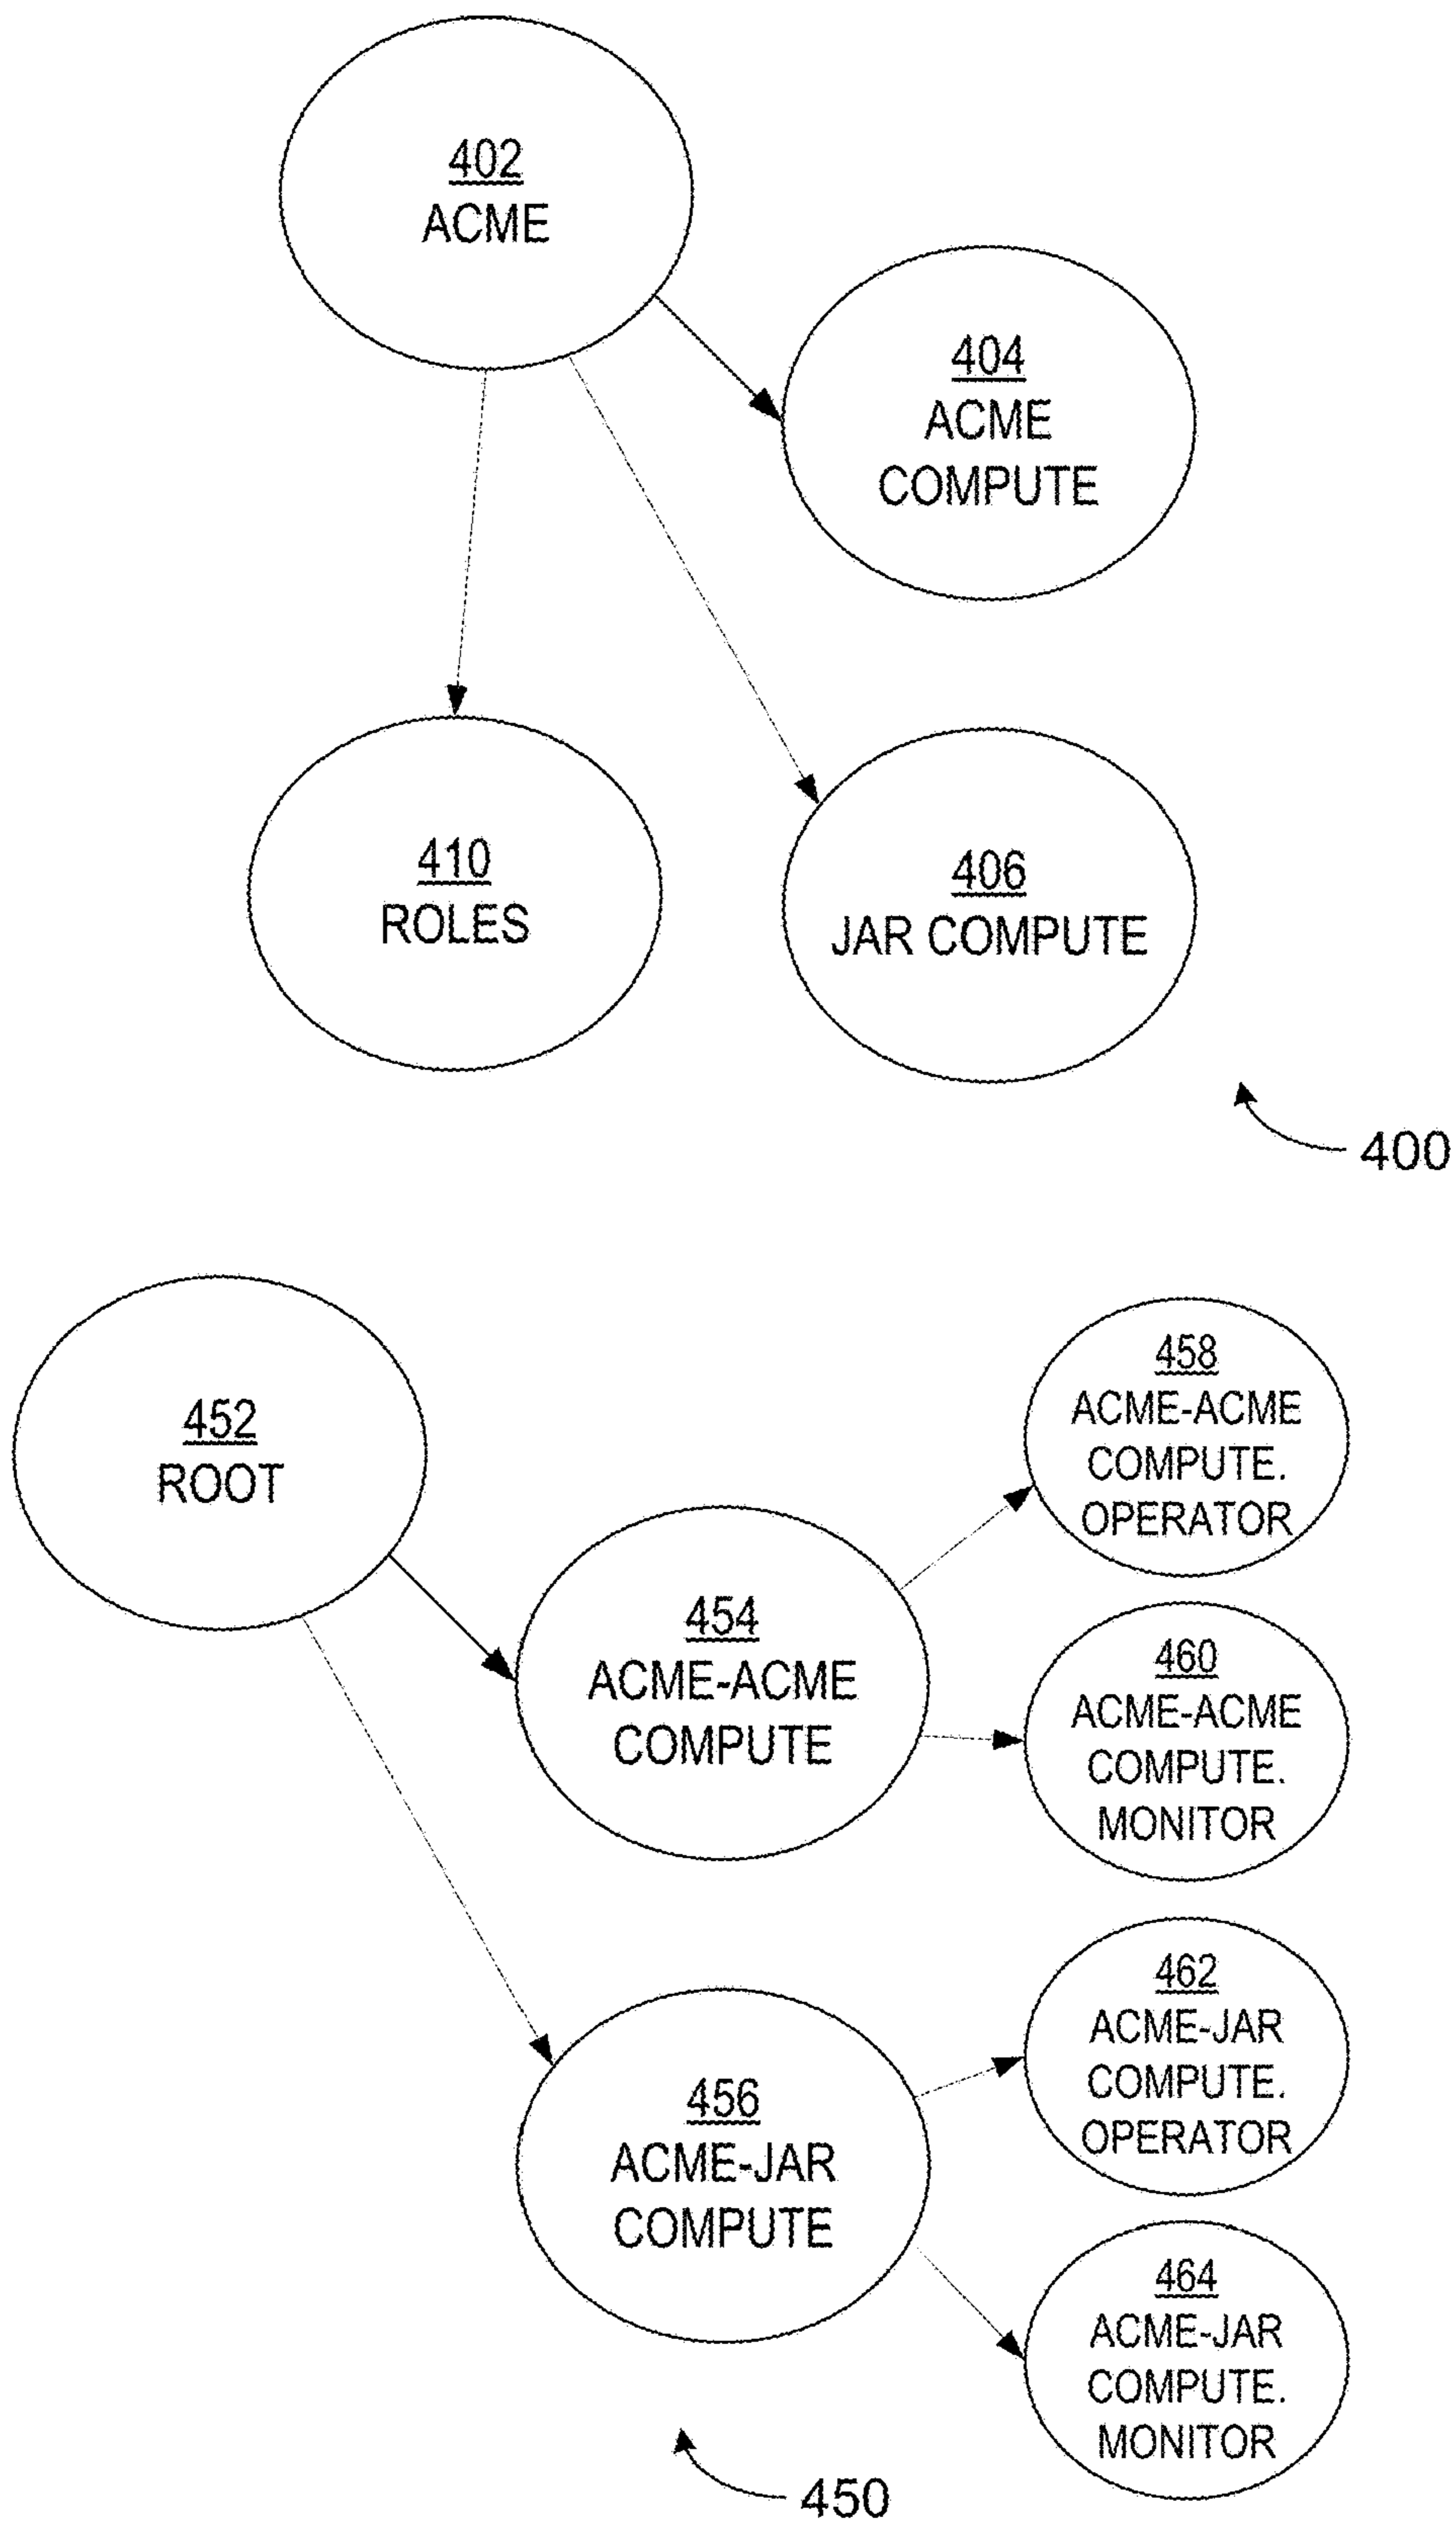 402
ACME
404
ACME
COMPUTE
410
ROLES
406
JAR COMPUTE
400
452
ROOT
454
ACME-ACME
COMPUTE
458
ACME-ACME
COMPUTE.
OPERATOR
460
ACME-ACME
COMPUTE.
MONITOR
456
ACME-JAR
COMPUTE
462
ACME-JAR
COMPUTE.
OPERATOR
464
ACME-JAR
COMPUTE.
MONITOR
450